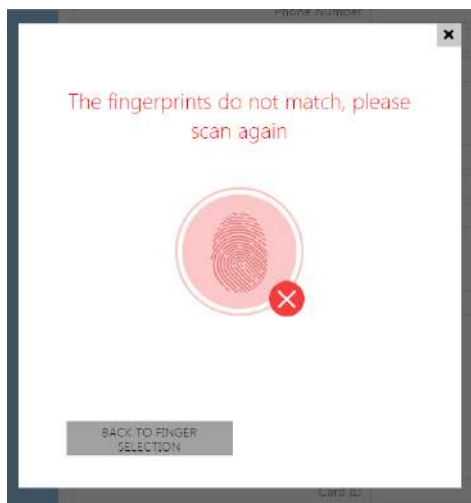 Phone Number
The fingerprints do not match, please
scan again
BACK TO FINGER
SELECTION
Card ID